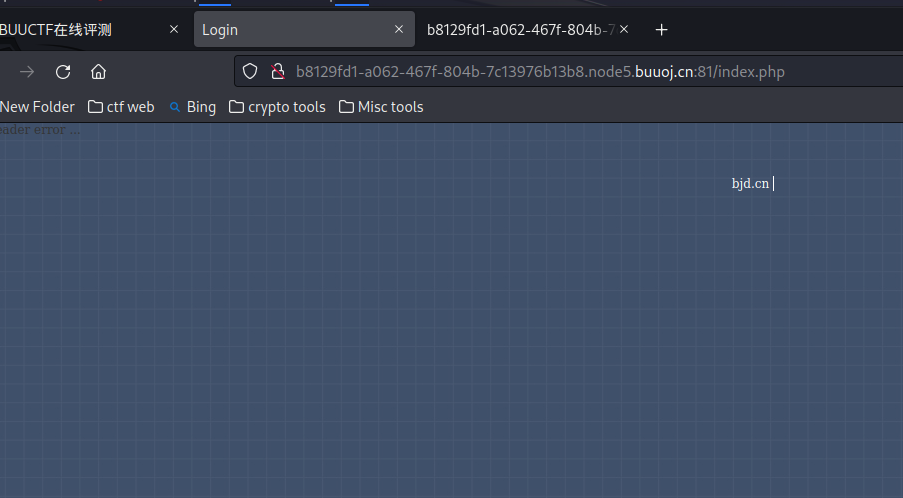 BUUCTF在线评测
Login
b8129fd1-a062-467f-804b-7
b8129fd1-a062-467f-804b-7c13976b13b8.node5.buuoj.cn:81/index.php
New Folder
ctf web
Bing
crypto tools
Misc tools
eader error ...
bjd.cn